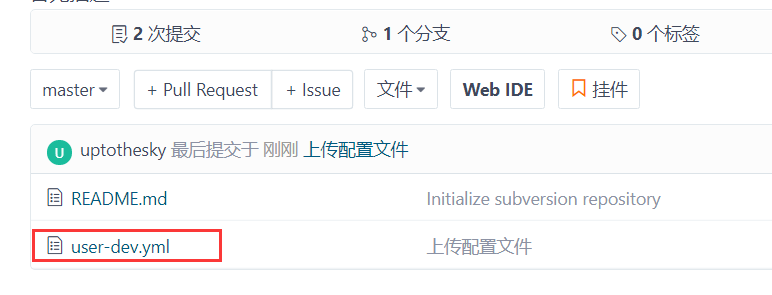 2 次提交 1 个分支 0 个标签
master + Pull Request + Issue 文件 Web IDE 挂件
U uptothesky 最后提交于 刚刚 上传配置文件
README.md Initialize subversion repository
user-dev.yml 上传配置文件